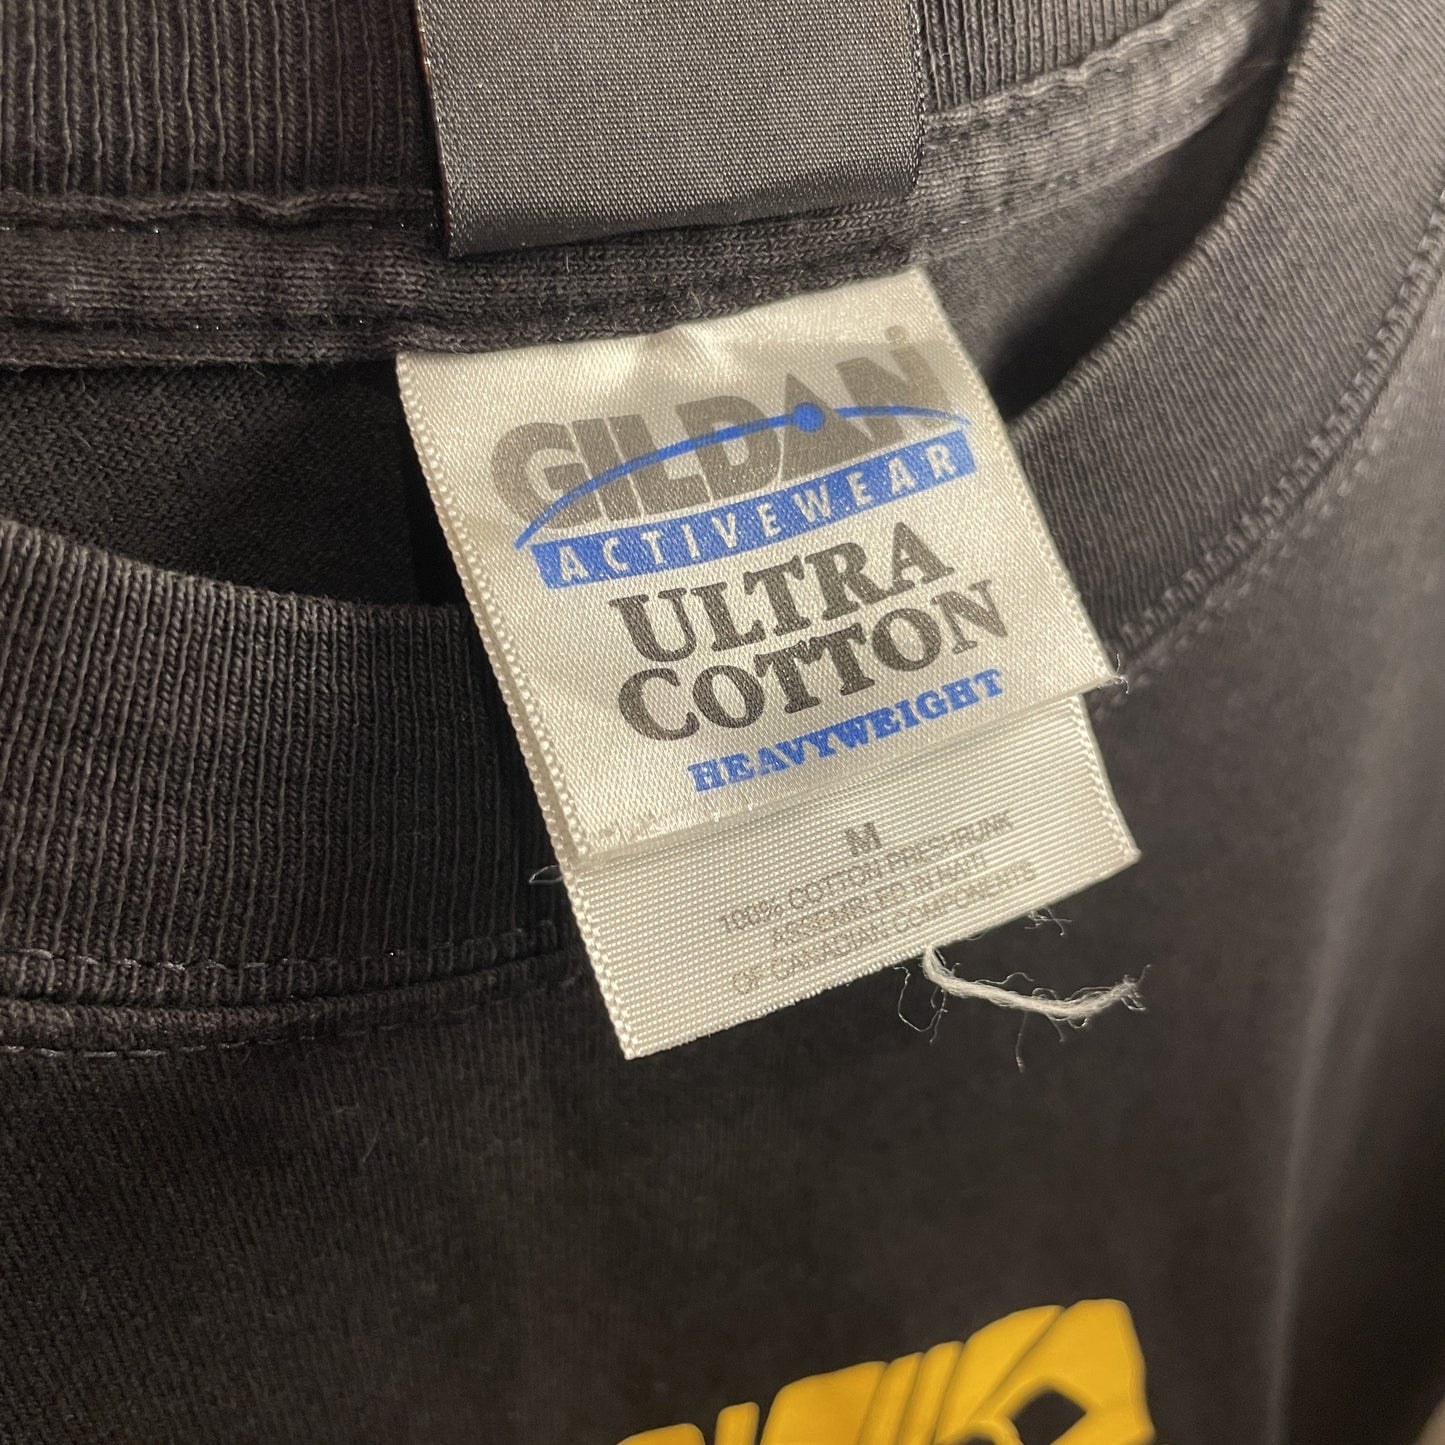 GILDAN
ACTIVEWEAR
ULTRA
COTTON
HEAVYWEIGHT
M
100% COTTON PRESHRUNK
ASSEMBLED IN HAITI
OF CANADIAN COMPONENTS